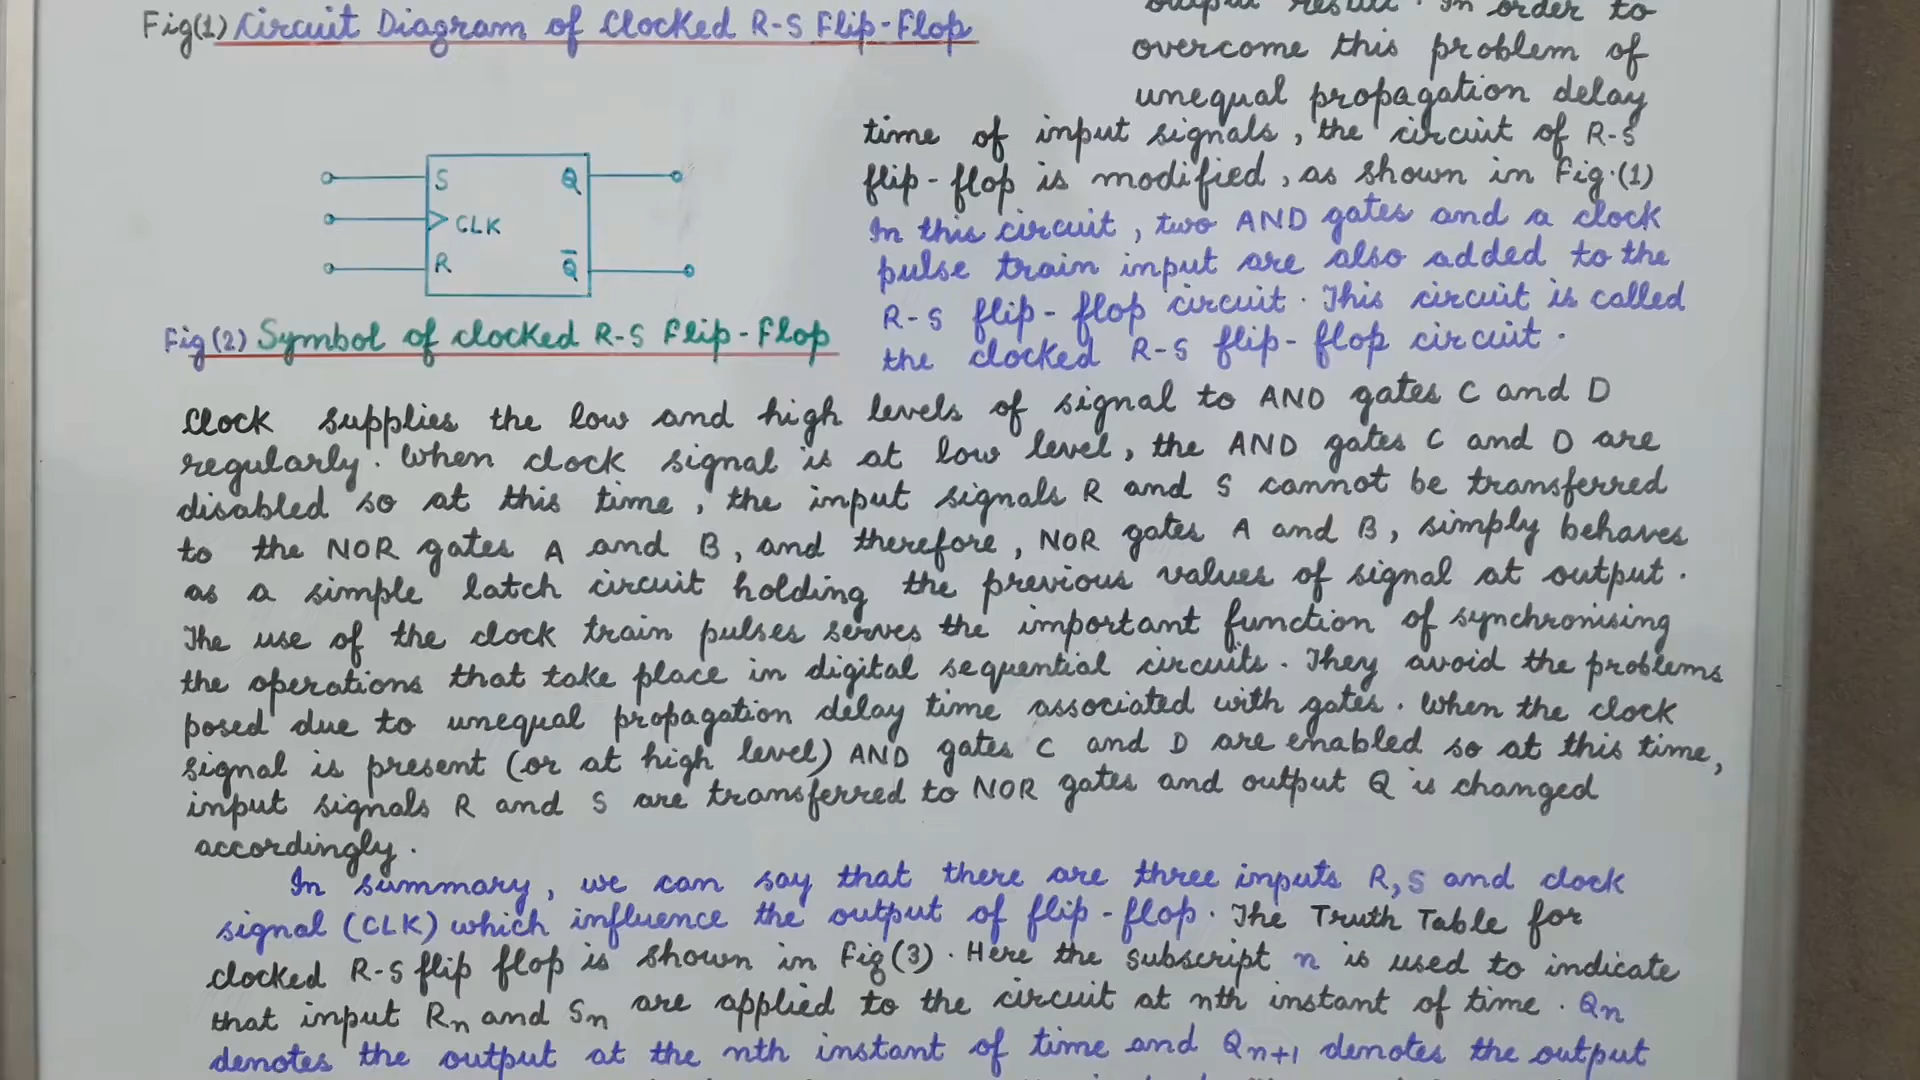 Fig(1) Circuit Diagram of Clocked R-S Flip-Flop
output result. In order to
overcome this problem of
unequal propagation delay
time of input signals, the circuit of R-S
flip-flop is modified, as shown in Fig.(1)
In this circuit, two AND gates and a clock
pulse train input are also added to the
R-S flip-flop circuit. This circuit is called
the clocked R-S flip-flop circuit.
S Q
CLK
R Q̅
Fig(2) Symbol of clocked R-S Flip-Flop
Clock supplies the low and high levels of signal to AND gates C and D
regularly. When clock signal is at low level, the AND gates C and D are
disabled so at this time, the input signals R and S cannot be transferred
to the NOR gates A and B, and therefore, NOR gates A and B, simply behaves
as a simple latch circuit holding the previous values of signal at output.
The use of the clock train pulses serves the important function of synchronising
the operations that take place in digital sequential circuits. They avoid the problems
posed due to unequal propagation delay time associated with gates. When the clock
signal is present (or at high level) AND gates C and D are enabled so at this time,
input signals R and S are transferred to NOR gates and output Q is changed
accordingly.
In summary, we can say that there are three inputs R, S and clock
signal (CLK) which influence the output of flip-flop. The Truth Table for
clocked R-S flip flop is shown in Fig(3). Here the subscript n is used to indicate
that input Rn and Sn are applied to the circuit at nth instant of time. Qn
denotes the output at the nth instant of time and Qn+1 denotes the output